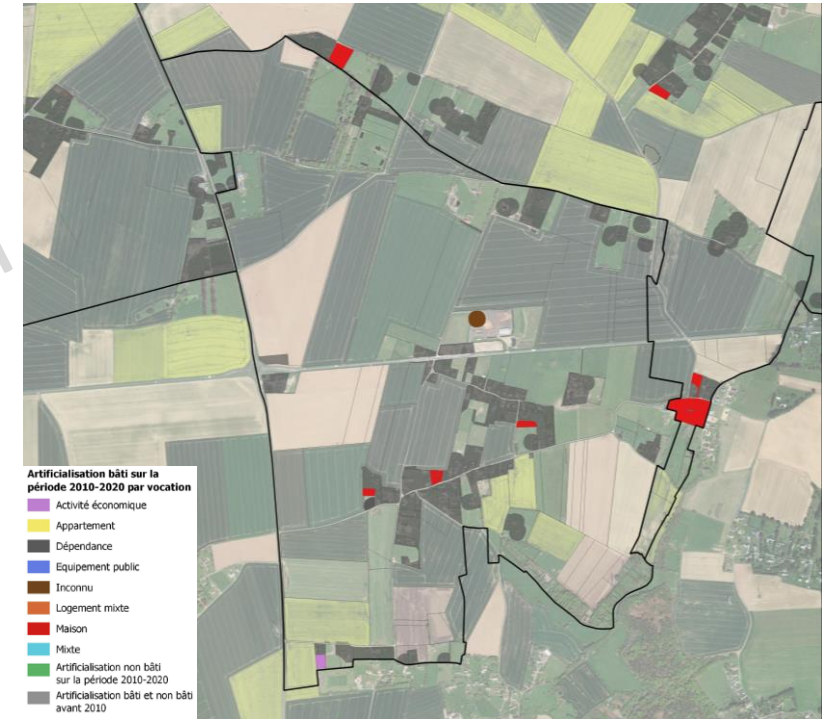 Artificialisation bâti sur la
période 2010-2020 par vocation
Activité économique
Appartement
Dépendance
Equipement public
Inconnu
Logement mixte
Maison
Mixte
Artificialisation non bâti
sur la période 2010-2020
Artificialisation bâti et non bâti
avant 2010